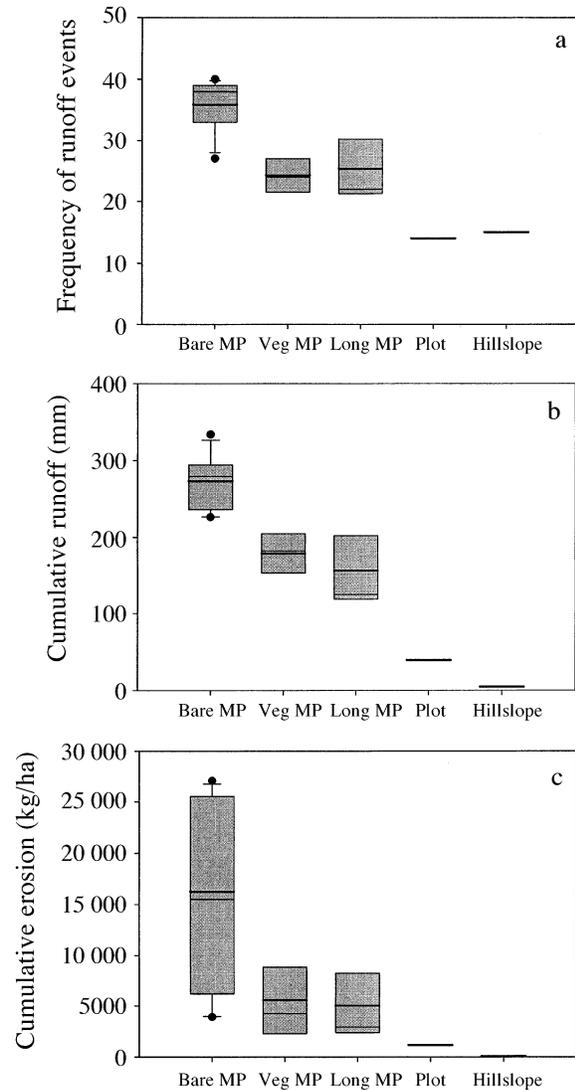 a
Frequency of runoff events
50
40
30
20
10
0
Bare MP Veg MP Long MP Plot Hillslope
b
Cumulative runoff (mm)
400
300
200
100
0
Bare MP Veg MP Long MP Plot Hillslope
c
Cumulative erosion (kg/ha)
30 000
25 000
20 000
15 000
10 000
5000
0
Bare MP Veg MP Long MP Plot Hillslope